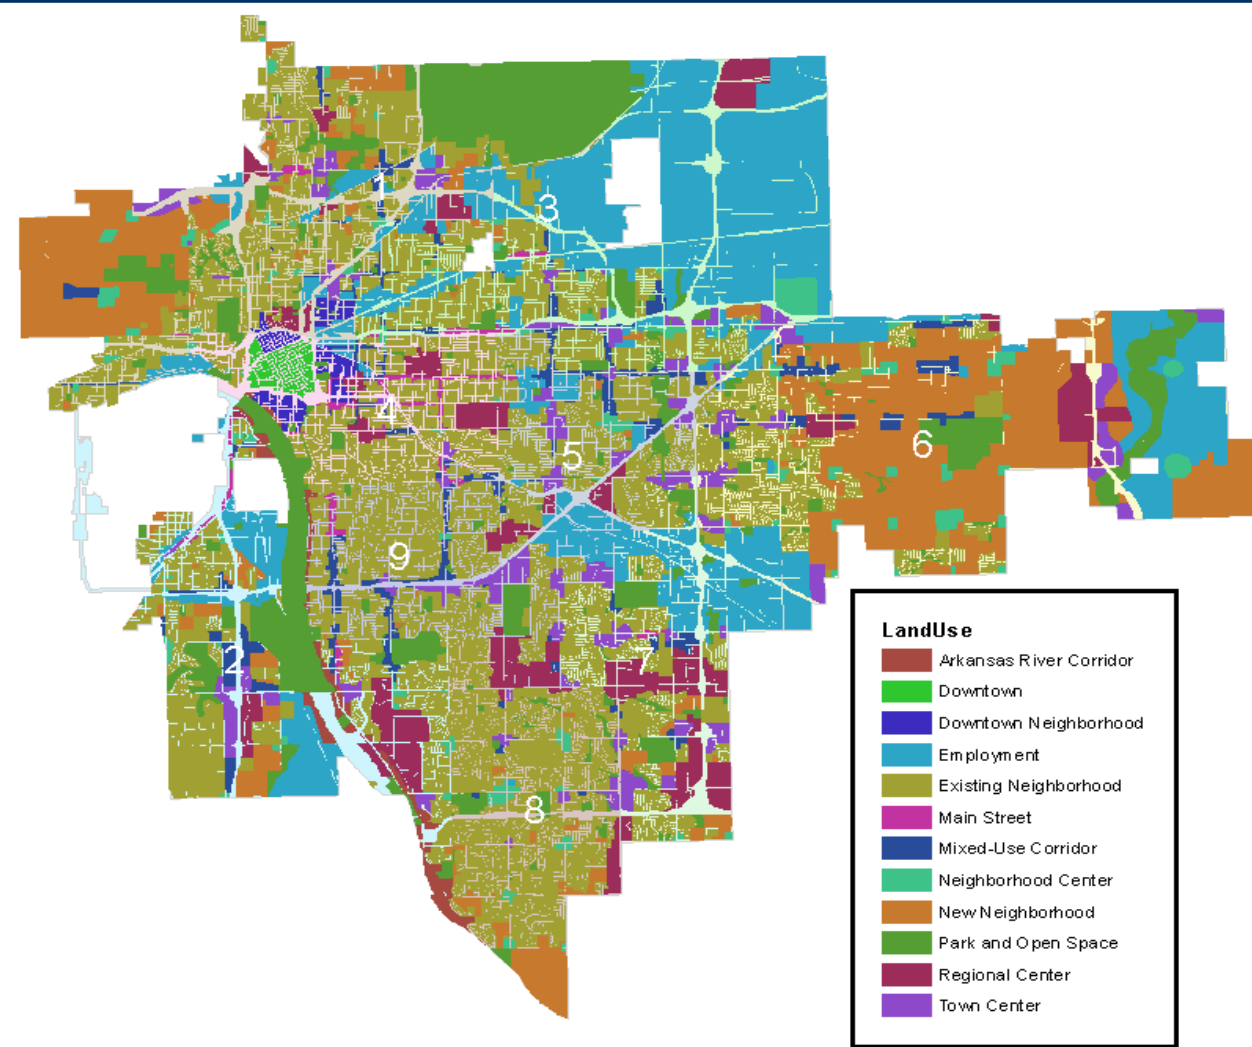 1
3
4
5
6
9
2
7
8
LandUse
Arkansas River Corridor
Downtown
Downtown Neighborhood
Employment
Existing Neighborhood
Main Street
Mixed-Use Corridor
Neighborhood Center
New Neighborhood
Park and Open Space
Regional Center
Town Center